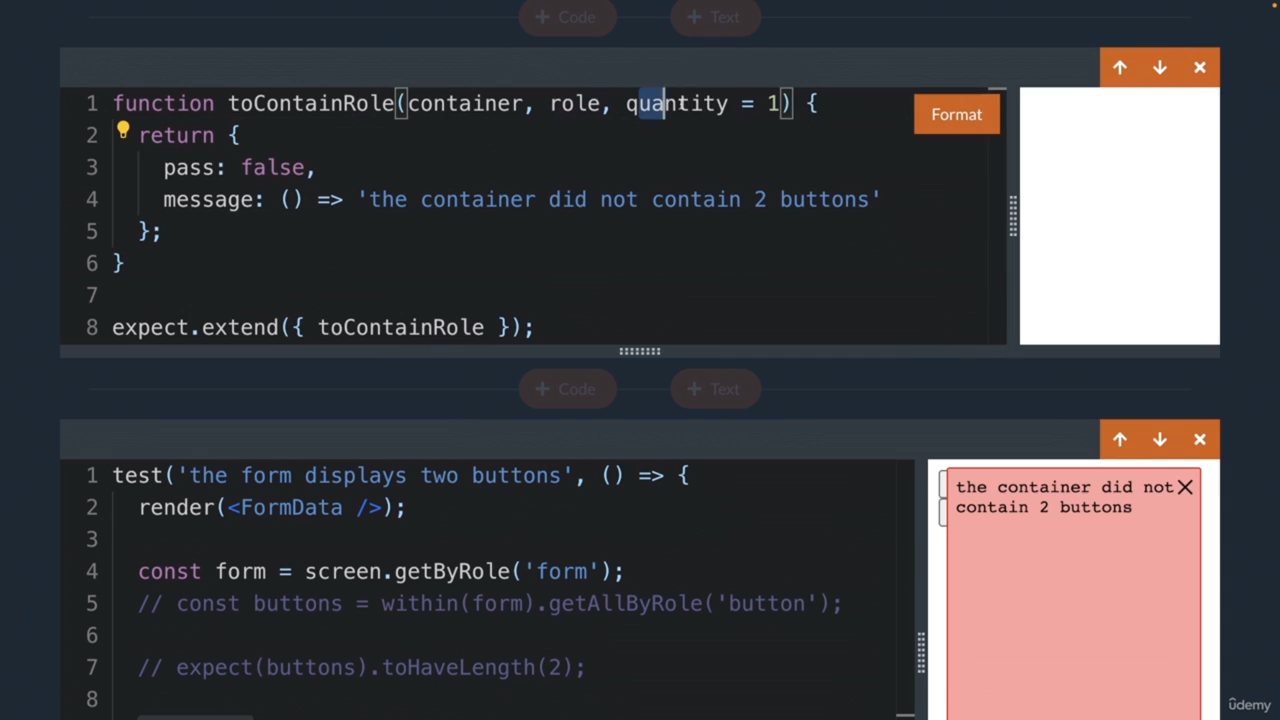 + Code + Text
1 function toContainRole(container, role, quantity = 1) {
2 return {
3 pass: false,
4 message: () => 'the container did not contain 2 buttons'
5 };
6 }
7
8 expect.extend({ toContainRole });
Format
+ Code + Text
1 test('the form displays two buttons', () => {
2 render(<FormData />);
3
4 const form = screen.getByRole('form');
5 // const buttons = within(form).getAllByRole('button');
6
7 // expect(buttons).toHaveLength(2);
8
the container did not
contain 2 buttons
ûdemy